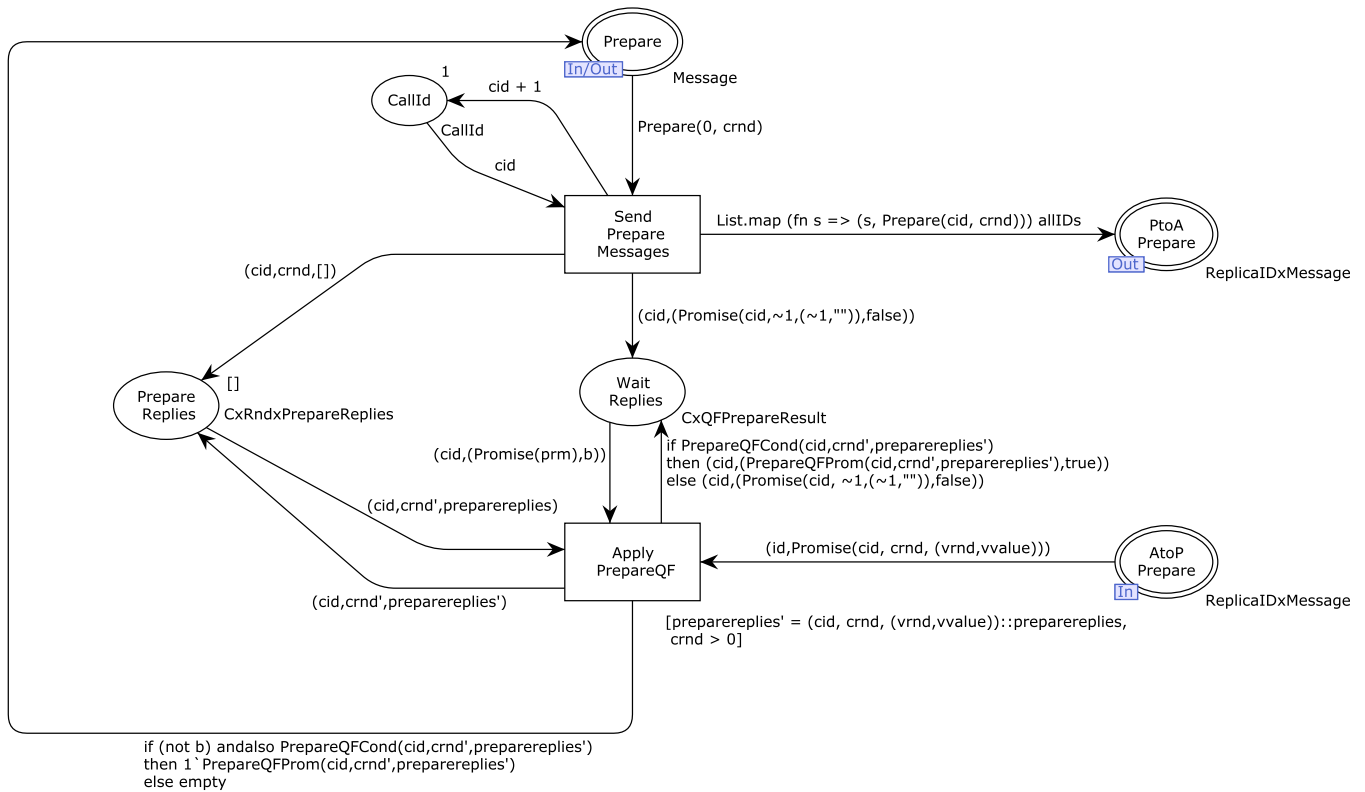 Prepare
In/Out
Message
1
cid + 1
CallId
CallId
Prepare(0, crnd)
cid
Send
Prepare
Messages
List.map (fn s => (s, Prepare(cid, crnd))) allIDs
PtoA
Prepare
Out
ReplicaIDxMessage
(cid,crnd,[])
(cid,(Promise(cid,~1,(~1,"")),false))
[]
Prepare
Replies
CxRndxPrepareReplies
Wait
Replies
CxQFPrepareResult
(cid,(Promise(prm),b))
if PrepareQFCond(cid,crnd',preparereplies')
then (cid,(PrepareQFProm(cid,crnd',preparereplies'),true))
else (cid,(Promise(cid, ~1,(~1,"")),false))
(cid,crnd',preparereplies)
Apply
PrepareQF
(id,Promise(cid, crnd, (vrnd,vvalue)))
AtoP
Prepare
In
ReplicaIDxMessage
(cid,crnd',preparereplies')
[preparereplies' = (cid, crnd, (vrnd,vvalue))::preparereplies,
crnd > 0]
if (not b) andalso PrepareQFCond(cid,crnd',preparereplies')
then 1`PrepareQFProm(cid,crnd',preparereplies')
else empty